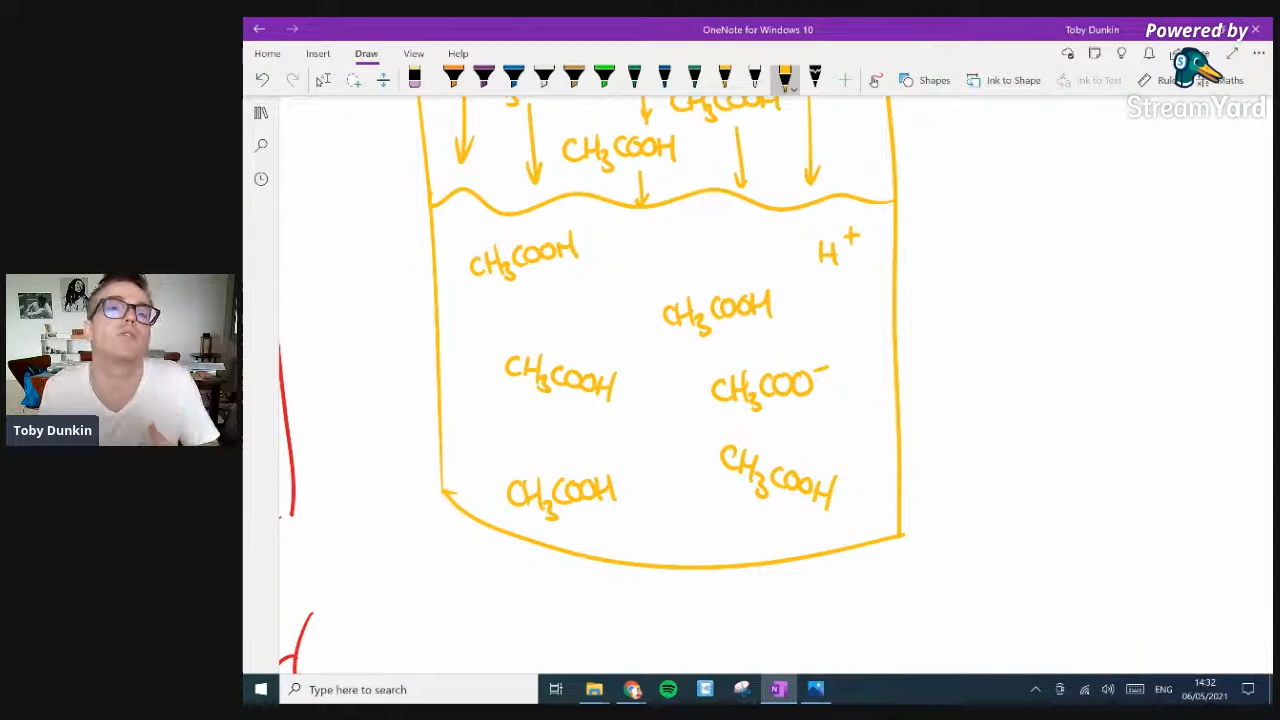 OneNote for Windows 10
Toby Dunkin
Powered by
StreamYard
Home Insert Draw View Help
Shapes Ink to Shape Ink to Text Maths
CH3COOH
CH3COOH
CH3COOH
H+
CH3COOH
CH3COOH
CH3COO-
CH3COOH
CH3COOH
Toby Dunkin
Type here to search
ENG
14:32
06/05/2021